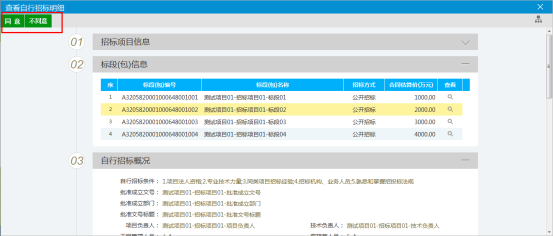 查看自行招标明细
同意 不同意
01 招标项目信息
02 标段(包)信息
序 标段(包)编号 标段(包)名称 招标方式 合同估算价(万元) 查看
1 A3205820001000648001001 测试项目01-招标项目01-标段01 公开招标 1000.00
2 A3205820001000648001002 测试项目01-招标项目01-标段02 公开招标 2000.00
3 A3205820001000648001003 测试项目01-招标项目01-标段03 公开招标 3000.00
4 A3205820001000648001004 测试项目01-招标项目01-标段04 公开招标 4000.00
03 自行招标概况
自行招标条件: 1.项目法人资格;2.专业技术力量;3.同类项目招标经验;4.招标机构、业务人员;5.熟悉和掌握招投标法规
批准成立文号: 测试项目01-招标项目01-批准成立文号
批准成立部门: 测试项目01-招标项目01-批准成立部门
批准文号标题: 测试项目01-招标项目01-批准文号标题
项目负责人: 测试项目01-招标项目01-项目负责人 技术负责人: 测试项目01-招标项目01-技术负责人